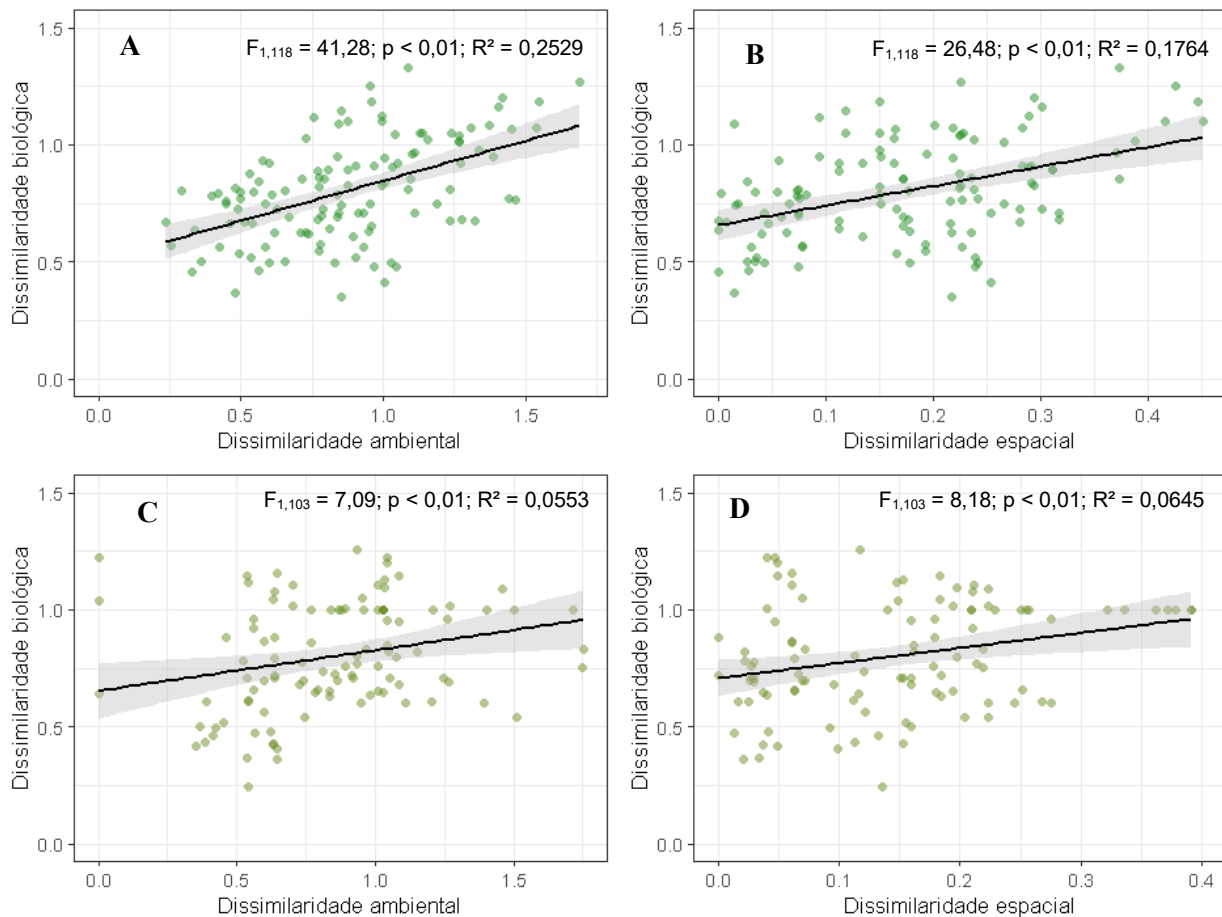 A
F1,118 = 41,28; p < 0,01; R² = 0,2529
Dissimilaridade biológica
1.5
1.0
0.5
0.0
0.0 0.5 1.0 1.5
Dissimilaridade ambiental
B
F1,118 = 26,48; p < 0,01; R² = 0,1764
Dissimilaridade biológica
1.5
1.0
0.5
0.0
0.0 0.1 0.2 0.3 0.4
Dissimilaridade espacial
C
F1,103 = 7,09; p < 0,01; R² = 0,0553
Dissimilaridade biológica
1.5
1.0
0.5
0.0
0.0 0.5 1.0 1.5
Dissimilaridade ambiental
D
F1,103 = 8,18; p < 0,01; R² = 0,0645
Dissimilaridade biológica
1.5
1.0
0.5
0.0
0.0 0.1 0.2 0.3 0.4
Dissimilaridade espacial